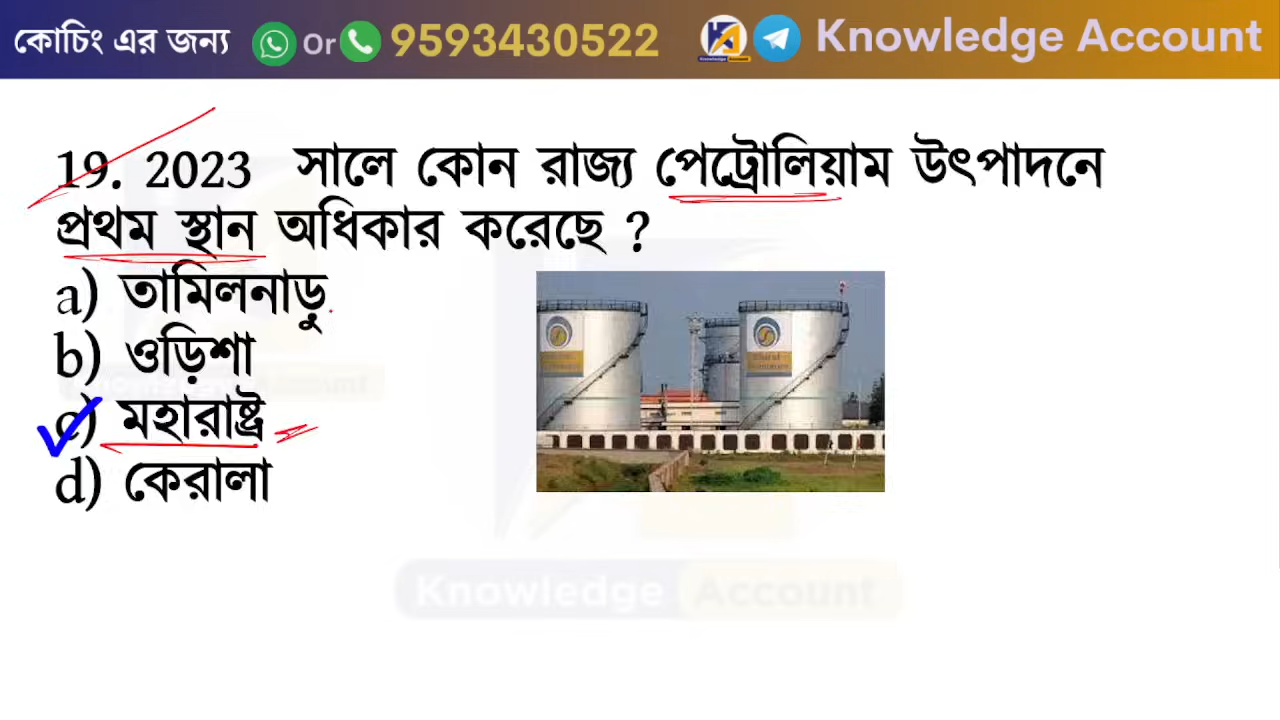 কোচিং এর জন্য Or 9593430522 Knowledge Account
19. 2023 সালে কোন রাজ্য পেট্রোলিয়াম উৎপাদনে
প্রথম স্থান অধিকার করেছে ?
a) তামিলনাড়ু
b) ওড়িশা
c) মহারাষ্ট্র
d) কেরালা
Knowledge Account